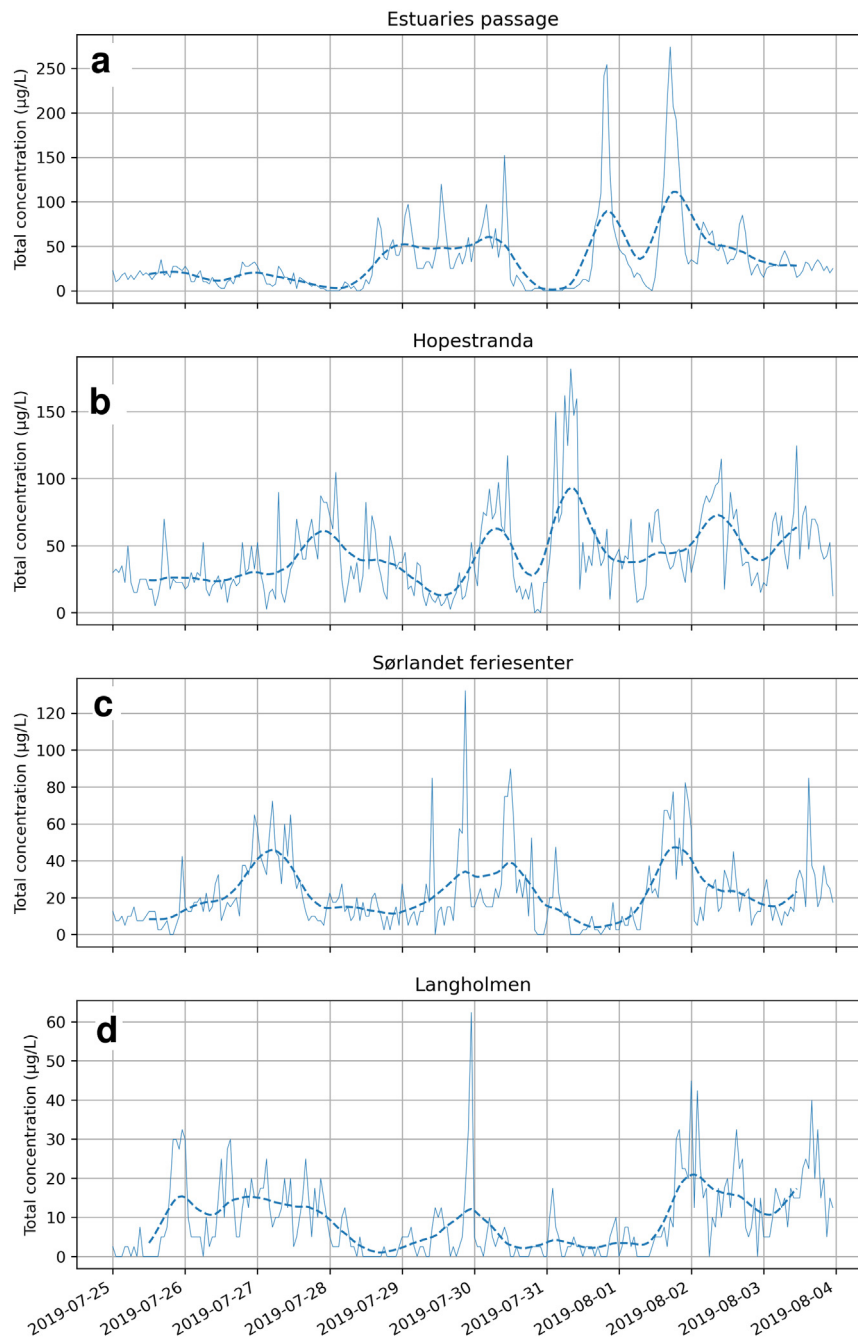 Estuaries passage
a
Total concentration (µg/L)
250
200
150
100
50
0
Hopestranda
b
Total concentration (µg/L)
150
100
50
0
Sørlandet feriesenter
c
Total concentration (µg/L)
120
100
80
60
40
20
0
Langholmen
d
Total concentration (µg/L)
60
50
40
30
20
10
0
2019-07-25
2019-07-26
2019-07-27
2019-07-28
2019-07-29
2019-07-30
2019-07-31
2019-08-01
2019-08-02
2019-08-03
2019-08-04